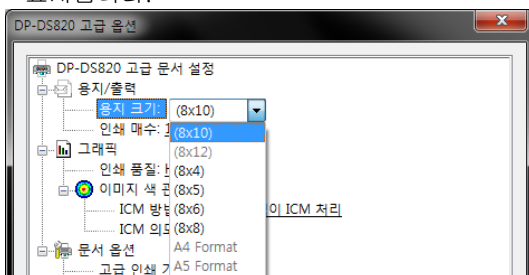 DP-DS820 고급 옵션
DP-DS820 고급 문서 설정
용지/출력
용지 크기: (8x10)
인쇄 매수:
(8x10)
(8x12)
그래픽
인쇄 품질:
(8x4)
이미지 색
(8x5)
ICM
(8x6)
이 ICM 처리
ICM
(8x8)
문서 옵션
A4 Format
고급 인쇄
A5 Format